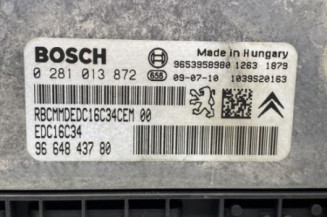 BOSCH
Made in Hungary
9653958980 1263 1879
0 281 013 872
656 09-07-10 1039S20163
RBCMMDEDC16C34CEM 00
EDC16C34
96 648 437 80